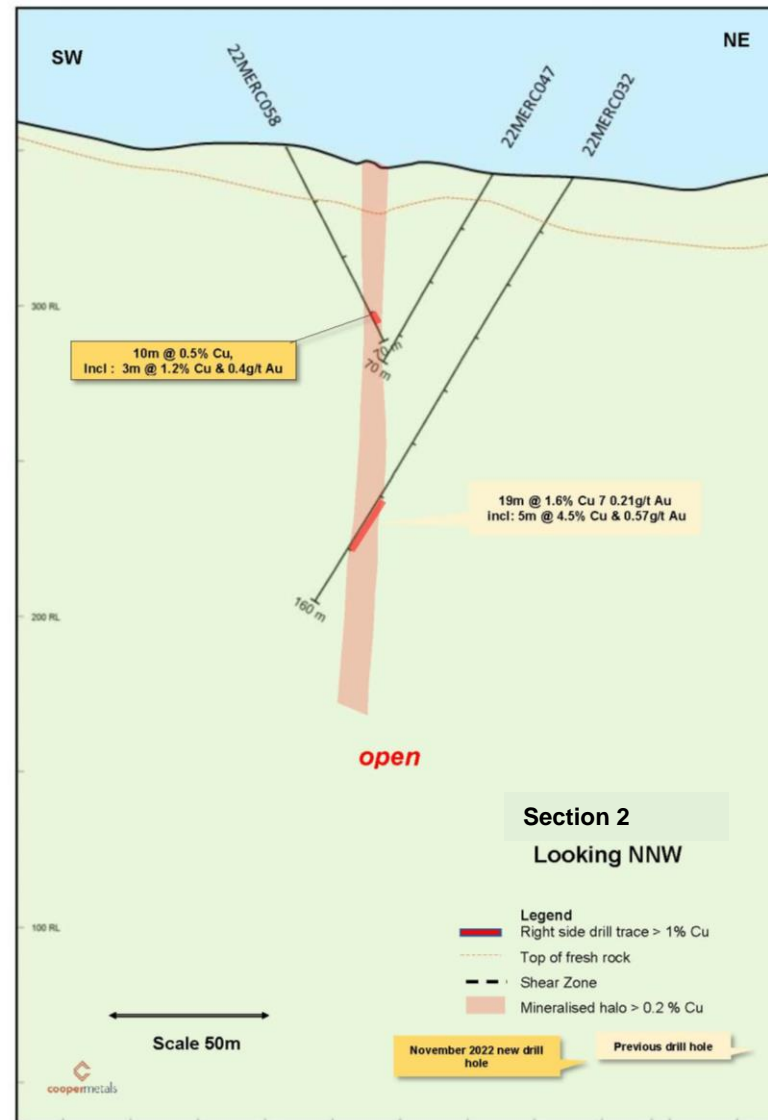 SW
NE
22MERC058
22MERC047
22MERC032
300 RL
10m @ 0.5% Cu,
Incl : 3m @ 1.2% Cu & 0.4g/t Au
70 m
70 m
19m @ 1.6% Cu 7 0.21g/t Au
incl: 5m @ 4.5% Cu & 0.57g/t Au
160 m
200 RL
open
Section 2
Looking NNW
100 RL
Legend
Right side drill trace > 1% Cu
Top of fresh rock
Shear Zone
Mineralised halo > 0.2 % Cu
Scale 50m
November 2022 new drill
hole
Previous drill hole
coopermetals